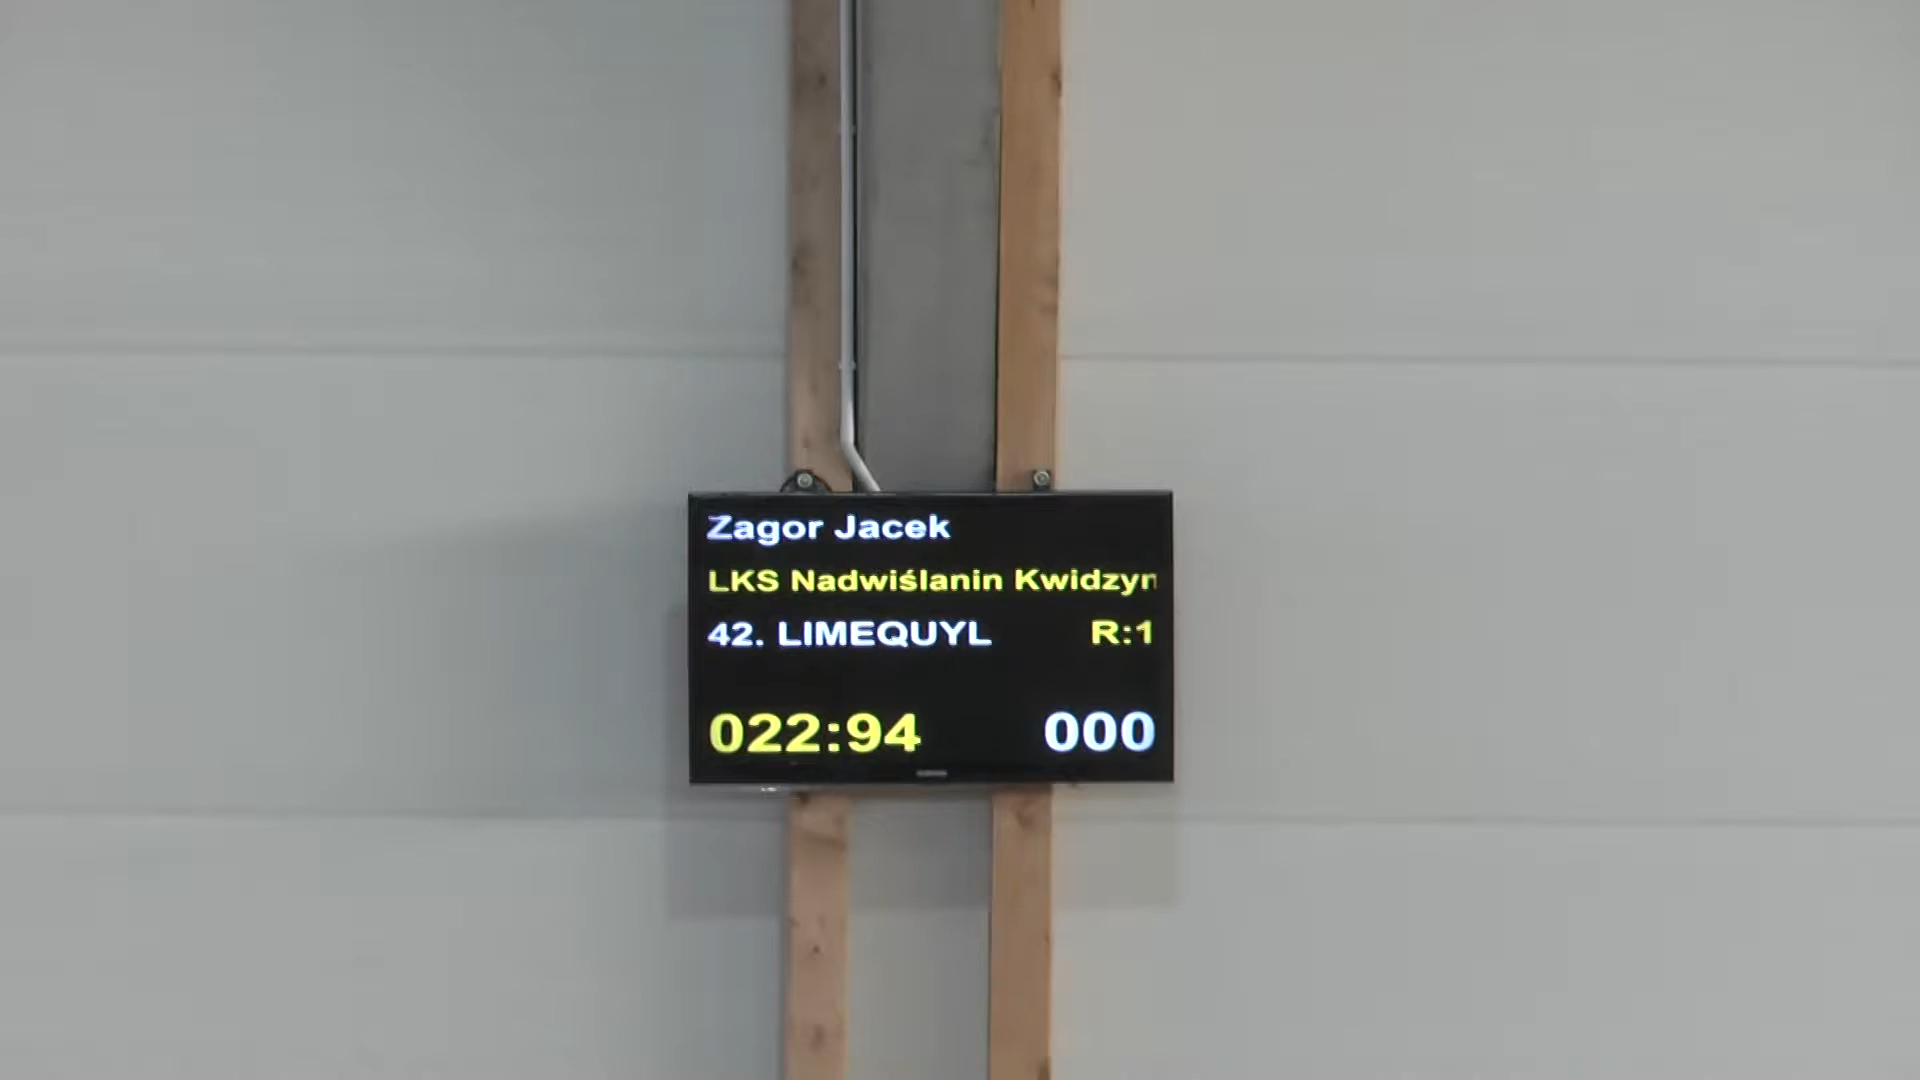 Zagor Jacek
LKS Nadwiślanin Kwidzyn
42. LIMEQUYL R:1
022:94 000